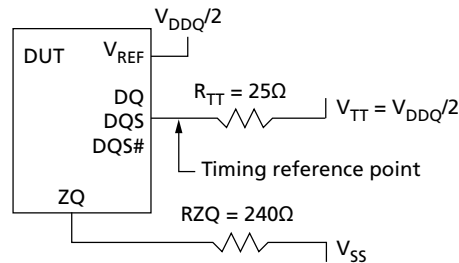 V_DDQ/2
DUT
V_REF
R_TT = 25Ω
DQ
V_TT = V_DDQ/2
DQS
DQS#
Timing reference point
ZQ
RZQ = 240Ω
V_SS